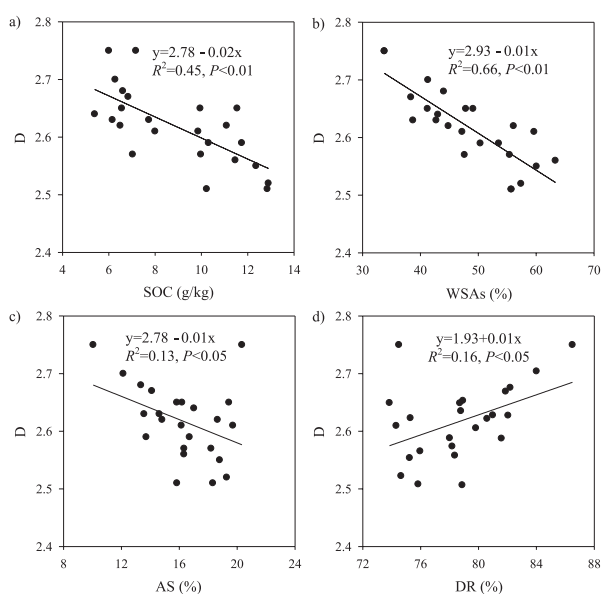 a)
y=2.78 - 0.02x
R²=0.45, P<0.01
2.8
2.7
2.6
2.5
2.4
D
4 6 8 10 12 14
SOC (g/kg)
b)
y=2.93 - 0.01x
R²=0.66, P<0.01
2.8
2.7
2.6
2.5
2.4
D
30 40 50 60 70
WSAs (%)
c)
y=2.78 - 0.01x
R²=0.13, P<0.05
2.8
2.7
2.6
2.5
2.4
D
8 12 16 20 24
AS (%)
d)
y=1.93+0.01x
R²=0.16, P<0.05
2.8
2.7
2.6
2.5
2.4
D
72 76 80 84 88
DR (%)